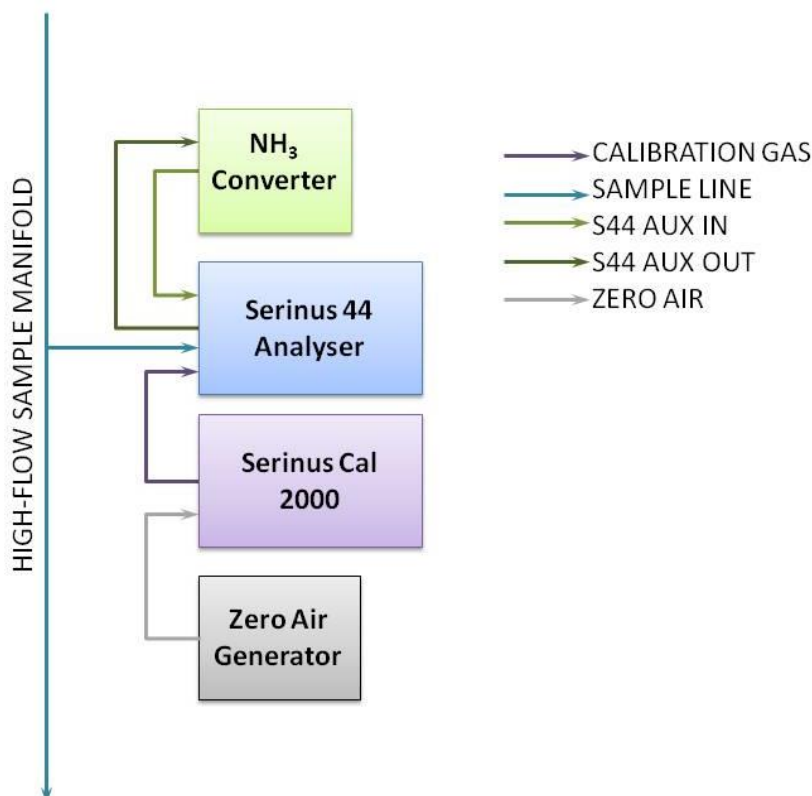 HIGH-FLOW SAMPLE MANIFOLD
NH₃
Converter
Serinus 44
Analyser
Serinus Cal
2000
Zero Air
Generator
CALIBRATION GAS
SAMPLE LINE
S44 AUX IN
S44 AUX OUT
ZERO AIR